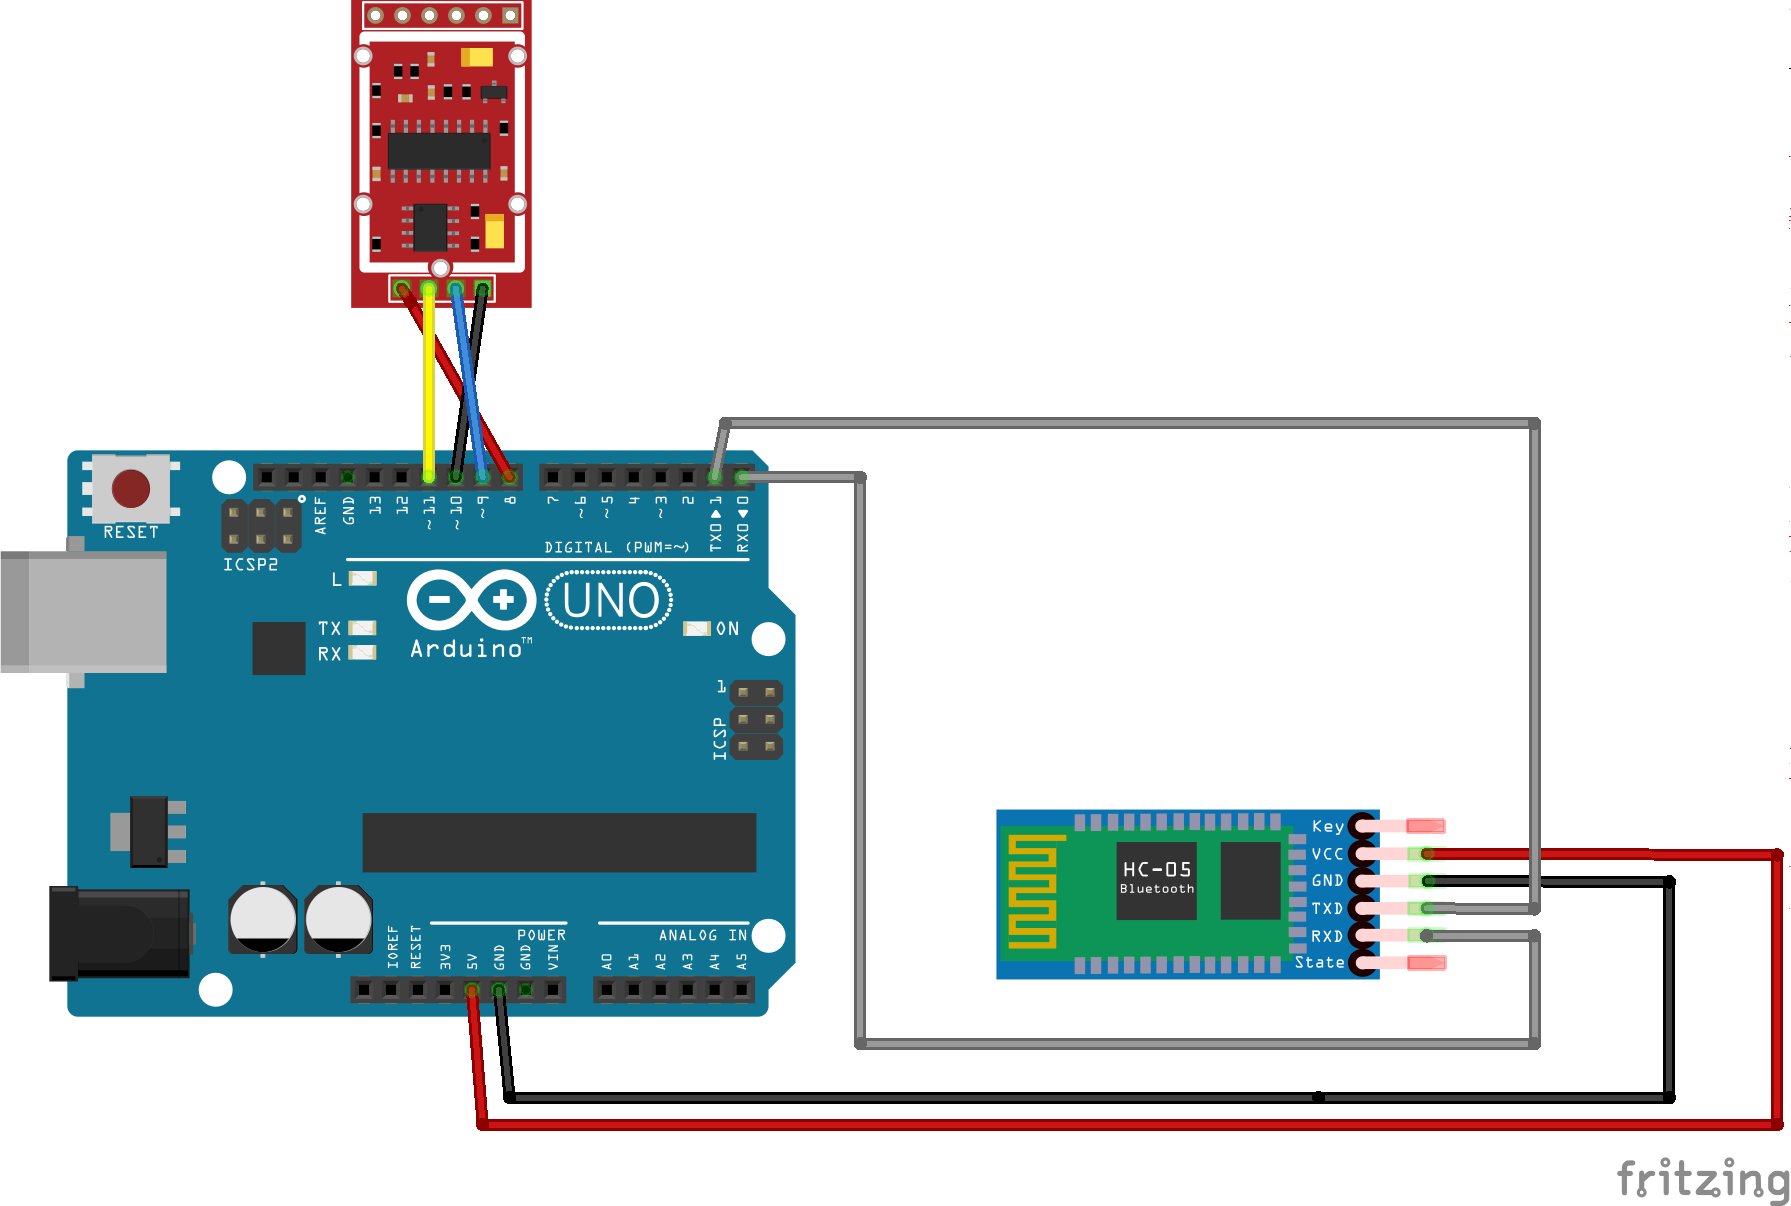 RESET
ICSP2
AREF
GND
13
12
~11
~10
~9
8
7
~6
~5
4
~3
2
TX0▶1
RX0◀0
DIGITAL (PWM=~)
L
TX
RX
UNO
Arduino™
ON
1
ICSP
POWER
ANALOG IN
IOREF
RESET
3V3
5V
GND
GND
VIN
A0
A1
A2
A3
A4
A5
HC-05
Bluetooth
Key
VCC
GND
TXD
RXD
State
fritzing